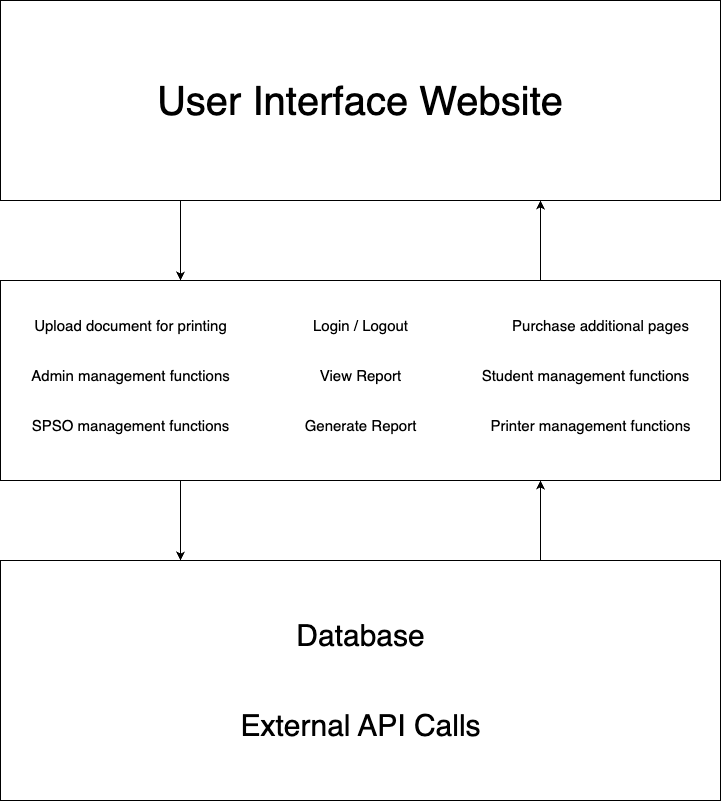 User Interface Website
Upload document for printing
Login / Logout
Purchase additional pages
Admin management functions
View Report
Student management functions
SPSO management functions
Generate Report
Printer management functions
Database
External API Calls